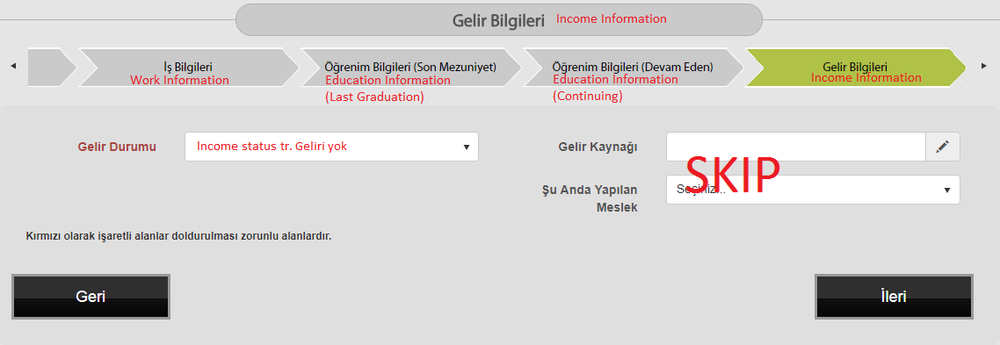 Gelir Bilgileri Income Information
İş Bilgileri
Work Information
Öğrenim Bilgileri (Son Mezuniyet)
Education Information
(Last Graduation)
Öğrenim Bilgileri (Devam Eden)
Education Information
(Continuing)
Gelir Bilgileri
Income Information
Gelir Durumu
Income status tr. Geliri yok
Gelir Kaynağı
SKIP
Şu Anda Yapılan
Meslek
Seçiniz...
Kırmızı olarak işaretli alanlar doldurulması zorunlu alanlardır.
Geri
İleri